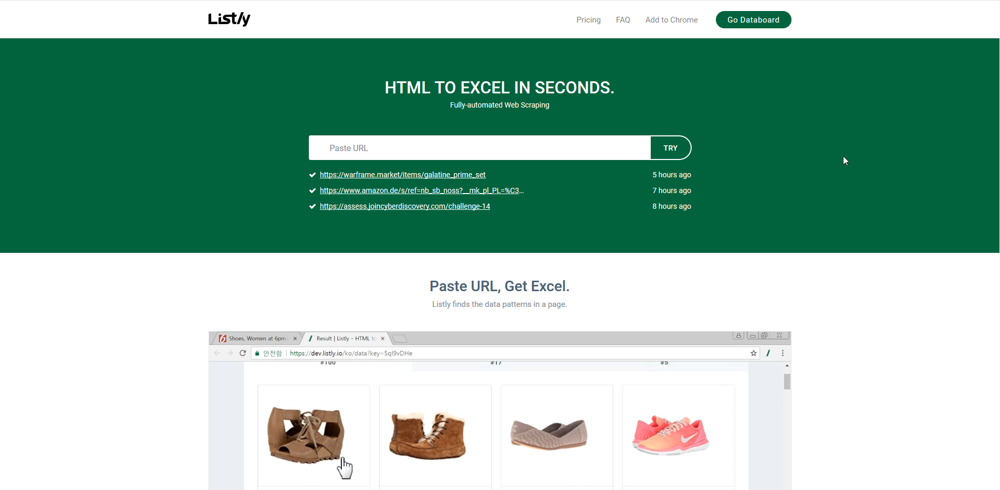 Listly
Pricing FAQ Add to Chrome Go Databoard
HTML TO EXCEL IN SECONDS.
Fully-automated Web Scraping
Paste URL TRY
https://warframe.market/items/galatine_prime_set 5 hours ago
https://www.amazon.de/s/ref=nb_sb_noss?__mk_pl_PL=%C3... 7 hours ago
https://assess.joincyberdiscovery.com/challenge-14 8 hours ago
Paste URL, Get Excel.
Listly finds the data patterns in a page.
6 Shoes, Women at 6pm. Result | Listly - HTML to
안전함 https://dev.listly.io/ko/data?key=5ql9vDHe
#100 #17 #5